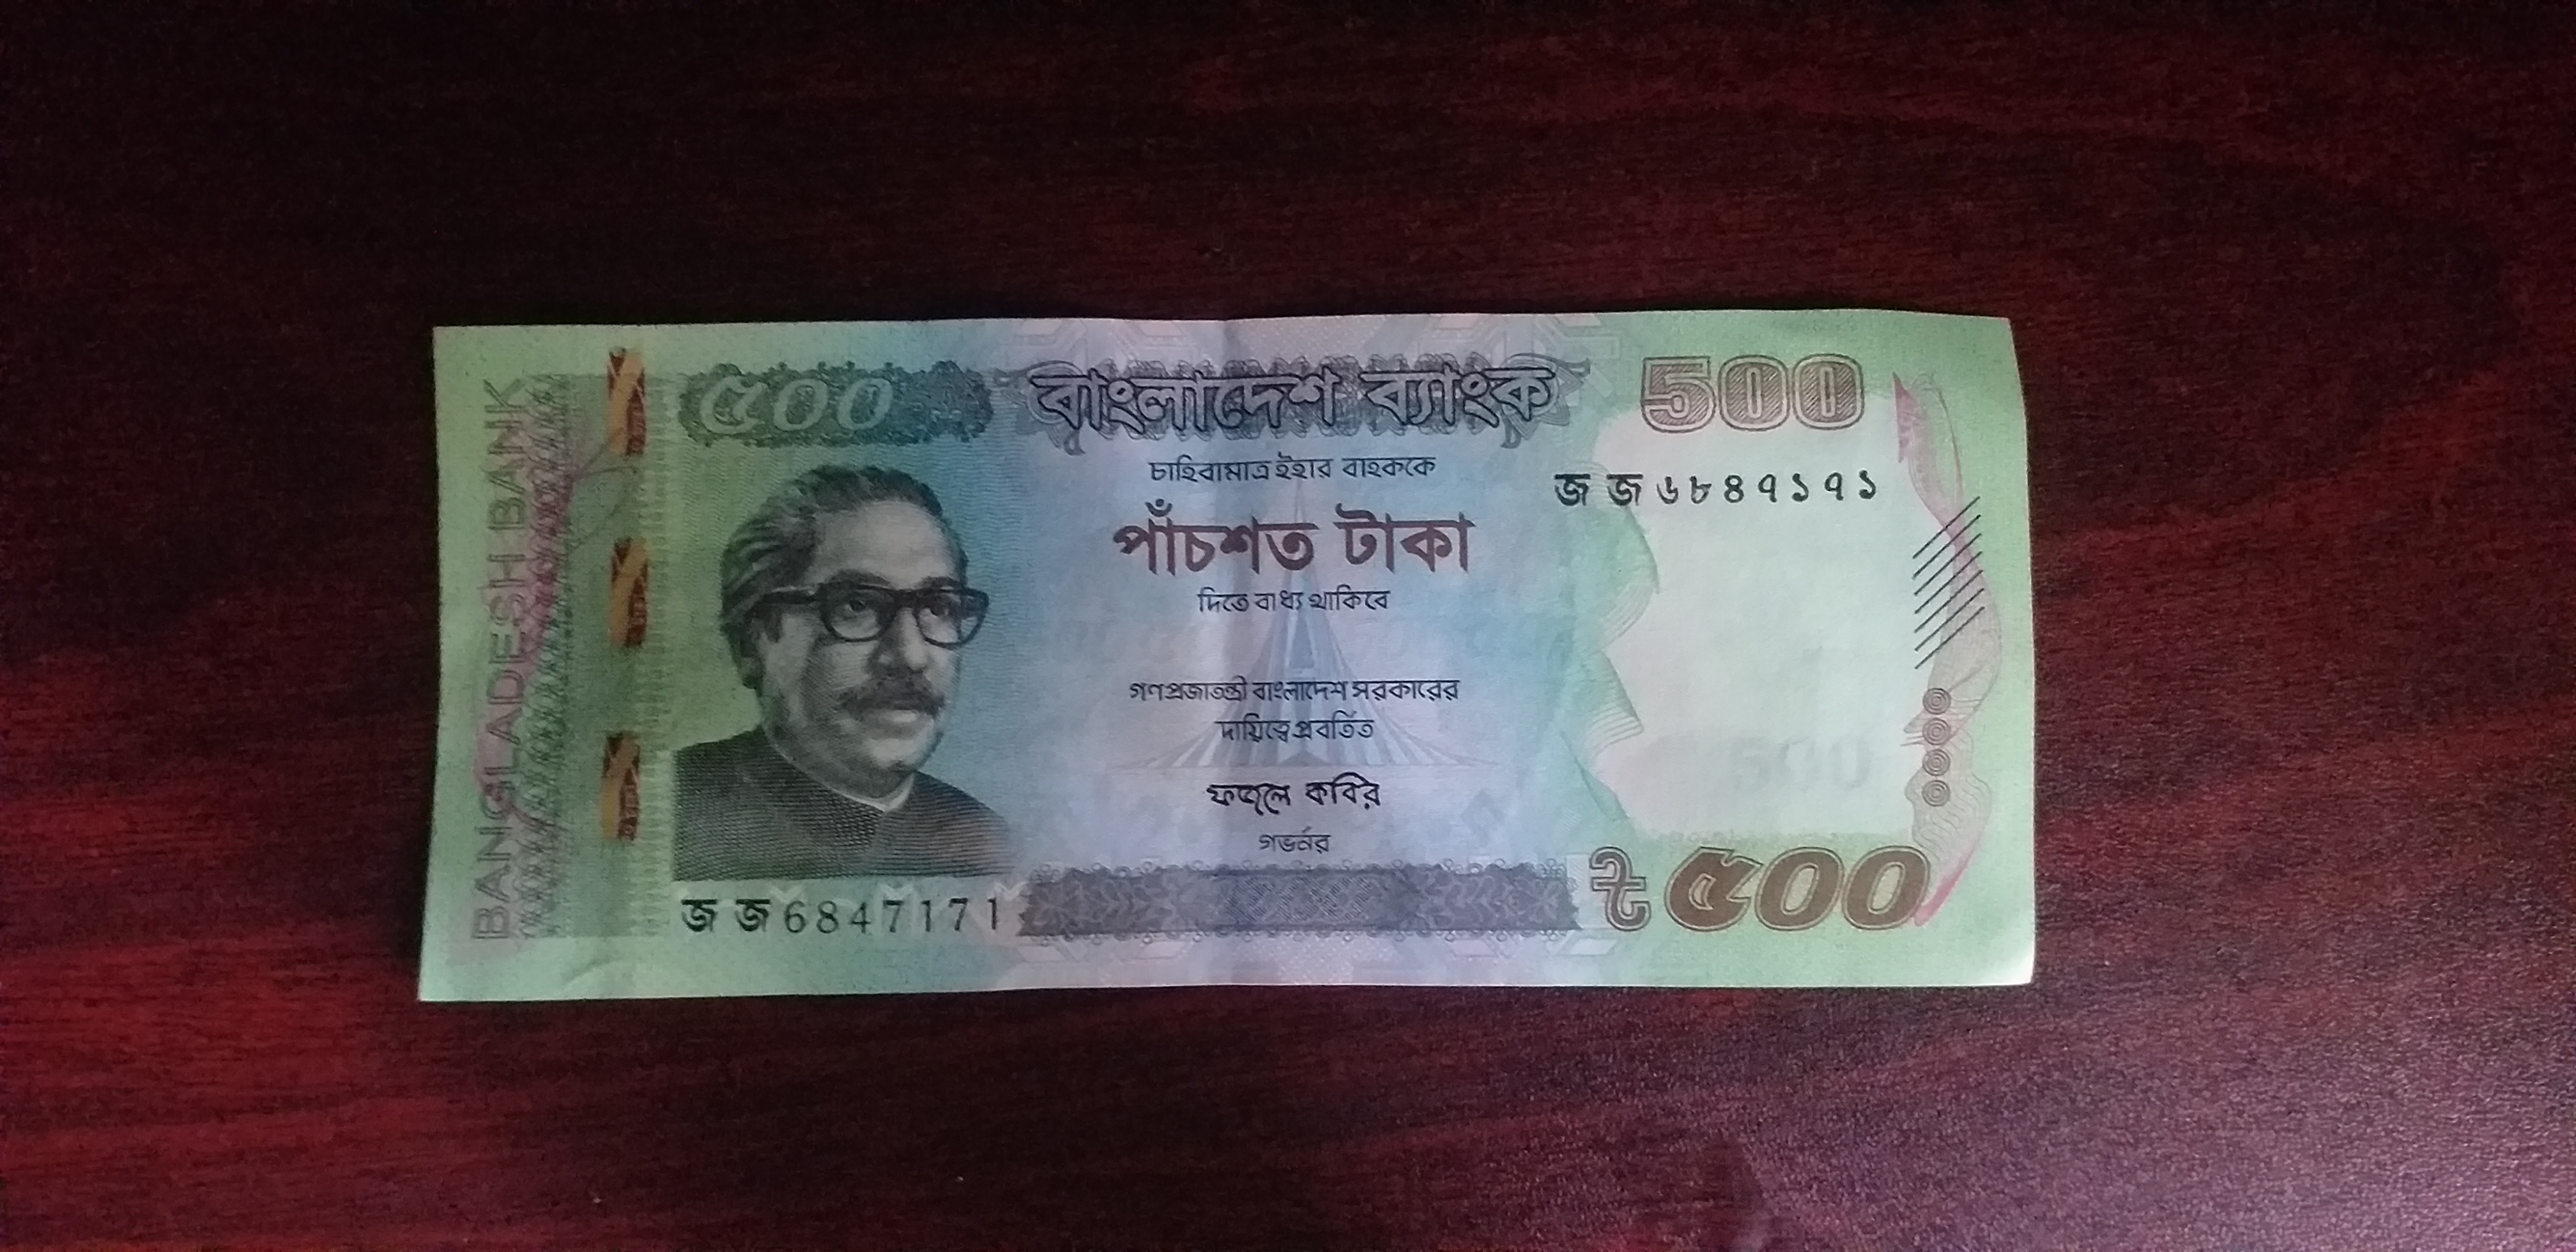 BANGLADESH BANK
৫০০
বাংলাদেশ ব্যাংক
500
চাহিবামাত্র ইহার বাহককে
পাঁচশত টাকা
দিতে বাধ্য থাকিবে
জজ ৬৮৪৭১৭১
গণপ্রজাতন্ত্রী বাংলাদেশ সরকারের
দায়িত্বে প্রবর্তিত
ফজলে কবির
গভর্নর
জজ 6847171
৳ ৫০০